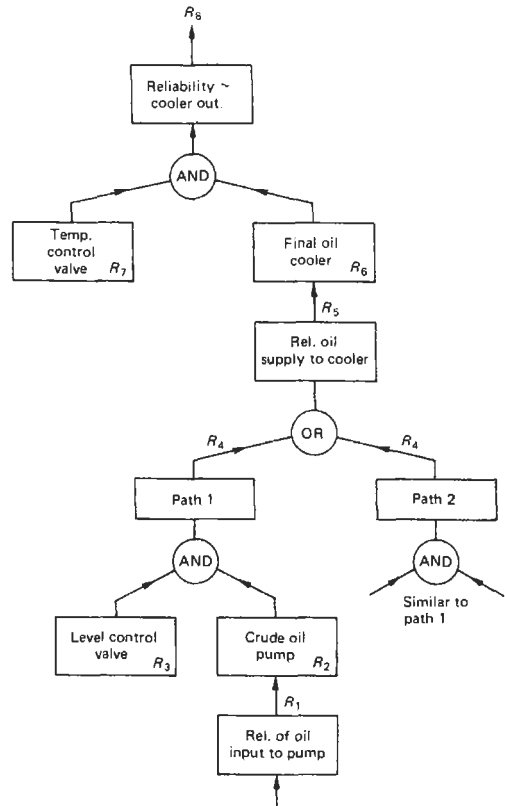 R8
Reliability ~
cooler out.
AND
Temp.
control
valve R7
Final oil
cooler R6
R5
Rel. oil
supply to cooler
OR
R4
R4
Path 1
Path 2
AND
AND
Similar to
path 1
Level control
valve R3
Crude oil
pump R2
R1
Rel. of oil
input to pump